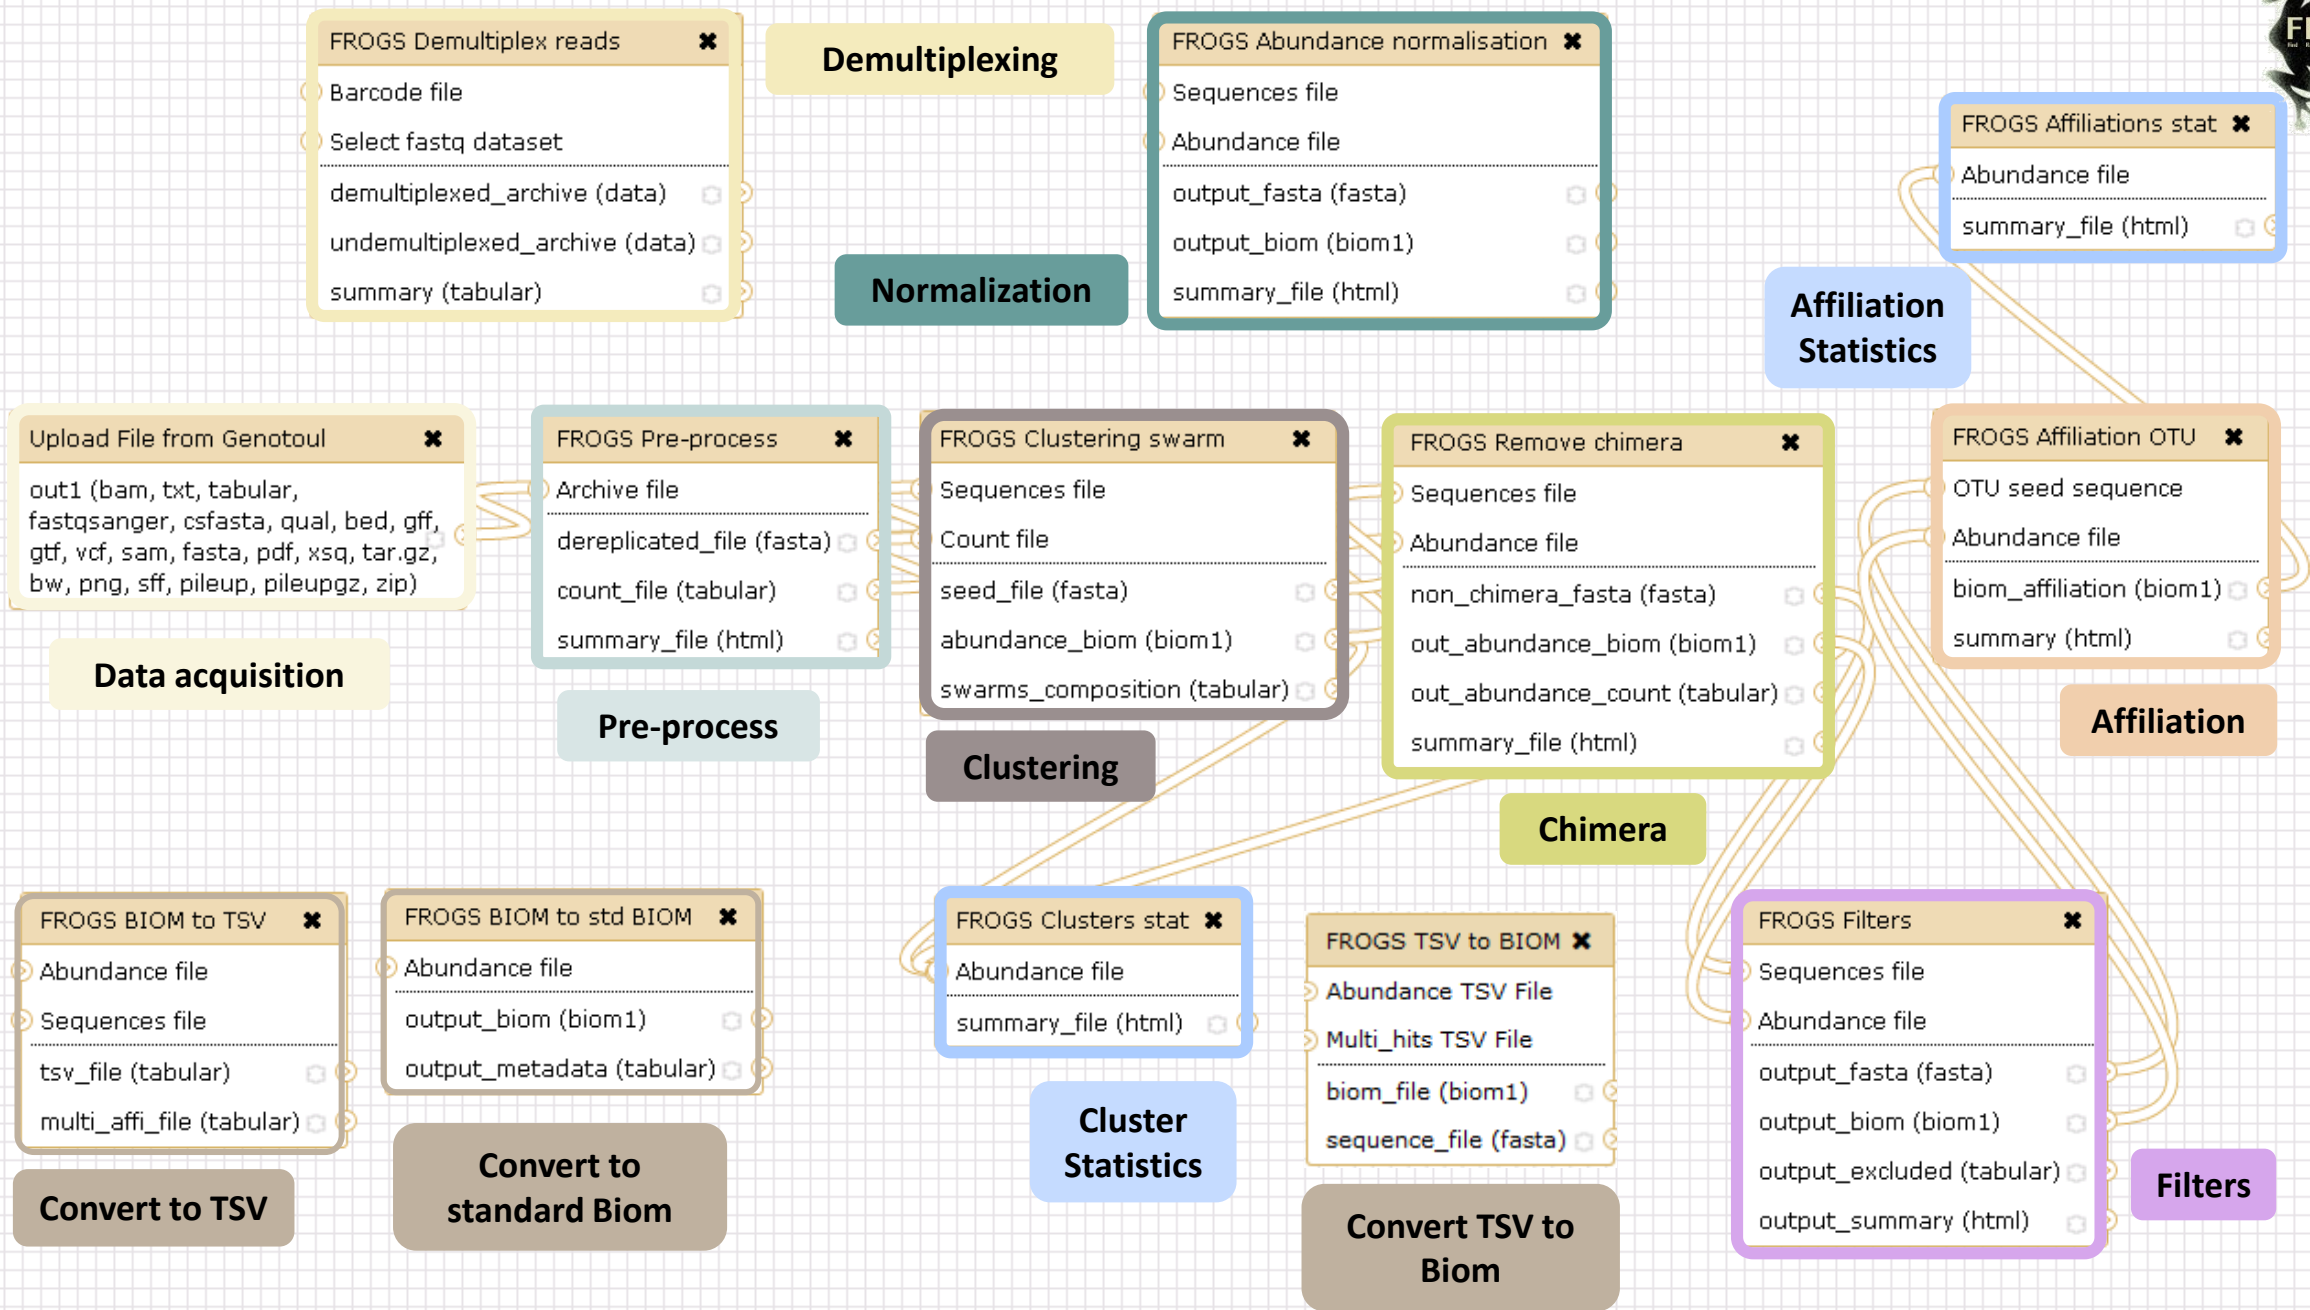 FROGS Demultiplex reads
Barcode file
Select fastq dataset
demultiplexed_archive (data)
undemultiplexed_archive (data)
summary (tabular)
Demultiplexing
FROGS Abundance normalisation
Sequences file
Abundance file
output_fasta (fasta)
output_biom (biom1)
summary_file (html)
Normalization
FROGS Affiliations stat
Abundance file
summary_file (html)
Affiliation
Statistics
Upload File from Genotoul
out1 (bam, txt, tabular,
fastqsanger, csfasta, qual, bed, gff,
gtf, vcf, sam, fasta, pdf, xsq, tar.gz,
bw, png, sff, pileup, pileupgz, zip)
Data acquisition
FROGS Pre-process
Archive file
dereplicated_file (fasta)
count_file (tabular)
summary_file (html)
Pre-process
FROGS Clustering swarm
Sequences file
Count file
seed_file (fasta)
abundance_biom (biom1)
swarms_composition (tabular)
Clustering
FROGS Remove chimera
Sequences file
Abundance file
non_chimera_fasta (fasta)
out_abundance_biom (biom1)
out_abundance_count (tabular)
summary_file (html)
Chimera
FROGS Affiliation OTU
OTU seed sequence
Abundance file
biom_affiliation (biom1)
summary (html)
Affiliation
FROGS BIOM to TSV
Abundance file
Sequences file
tsv_file (tabular)
multi_affi_file (tabular)
Convert to TSV
FROGS BIOM to std BIOM
Abundance file
output_biom (biom1)
output_metadata (tabular)
Convert to
standard Biom
FROGS Clusters stat
Abundance file
summary_file (html)
Cluster
Statistics
FROGS TSV to BIOM
Abundance TSV File
Multi_hits TSV File
biom_file (biom1)
sequence_file (fasta)
Convert TSV to
Biom
FROGS Filters
Sequences file
Abundance file
output_fasta (fasta)
output_biom (biom1)
output_excluded (tabular)
output_summary (html)
Filters